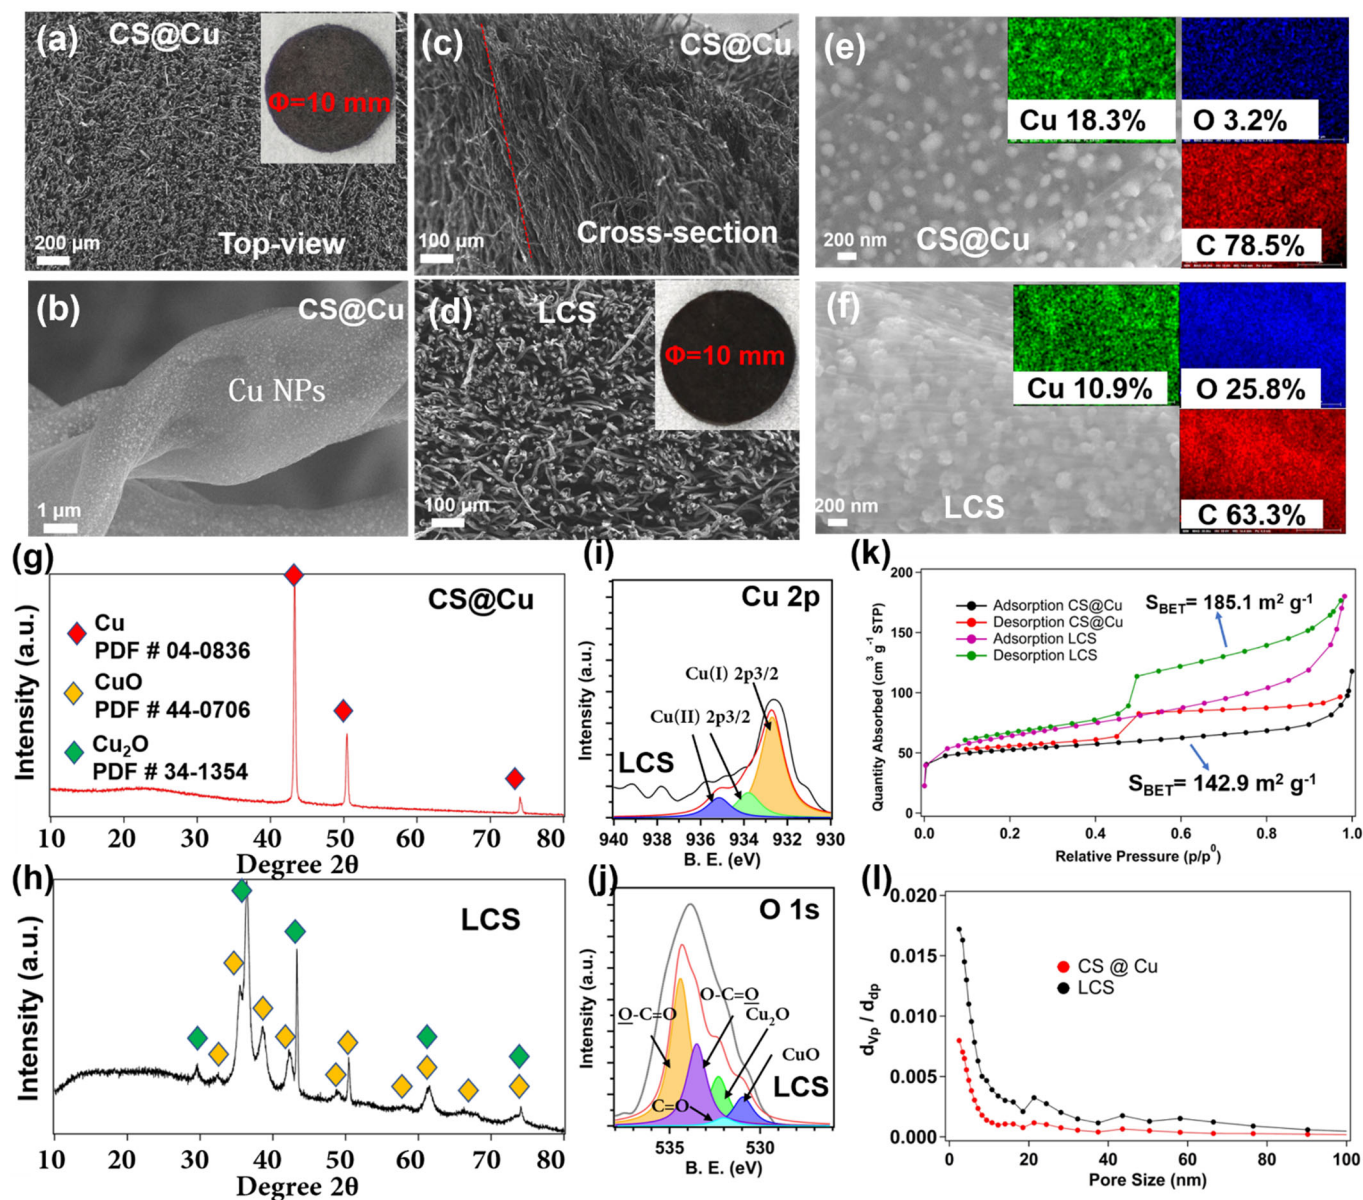 (a)
CS@Cu
Φ=10 mm
200 µm
Top-view
(c)
CS@Cu
100 µm
Cross-section
(e)
Cu 18.3%
O 3.2%
200 nm
CS@Cu
C 78.5%
(b)
CS@Cu
Cu NPs
1 µm
(d)
LCS
Φ=10 mm
100 µm
(f)
Cu 10.9%
O 25.8%
200 nm
LCS
C 63.3%
(g)
CS@Cu
Cu
PDF # 04-0836
CuO
PDF # 44-0706
Cu₂O
PDF # 34-1354
Intensity (a.u.)
10 20 30 40 50 60 70 80
Degree 2θ
(i)
Cu 2p
Cu(I) 2p3/2
Cu(II) 2p3/2
LCS
Intensity (a.u.)
940 938 936 934 932 930
B. E. (eV)
(k)
200
150
100
50
0
Quantity Absorbed (cm³ g⁻¹ STP)
Adsorption CS@Cu
Desorption CS@Cu
Adsorption LCS
Desorption LCS
S_BET= 185.1 m² g⁻¹
S_BET= 142.9 m² g⁻¹
0.0 0.2 0.4 0.6 0.8 1.0
Relative Pressure (p/p⁰)
(h)
LCS
Intensity (a.u.)
10 20 30 40 50 60 70 80
Degree 2θ
(j)
O 1s
O-C=O
O-C=O
Cu₂O
CuO
C=O
LCS
Intensity (a.u.)
534 530
B. E. (eV)
(l)
0.020
0.015
0.010
0.005
0.000
dVp / ddp
CS @ Cu
LCS
0 20 40 60 80 100
Pore Size (nm)